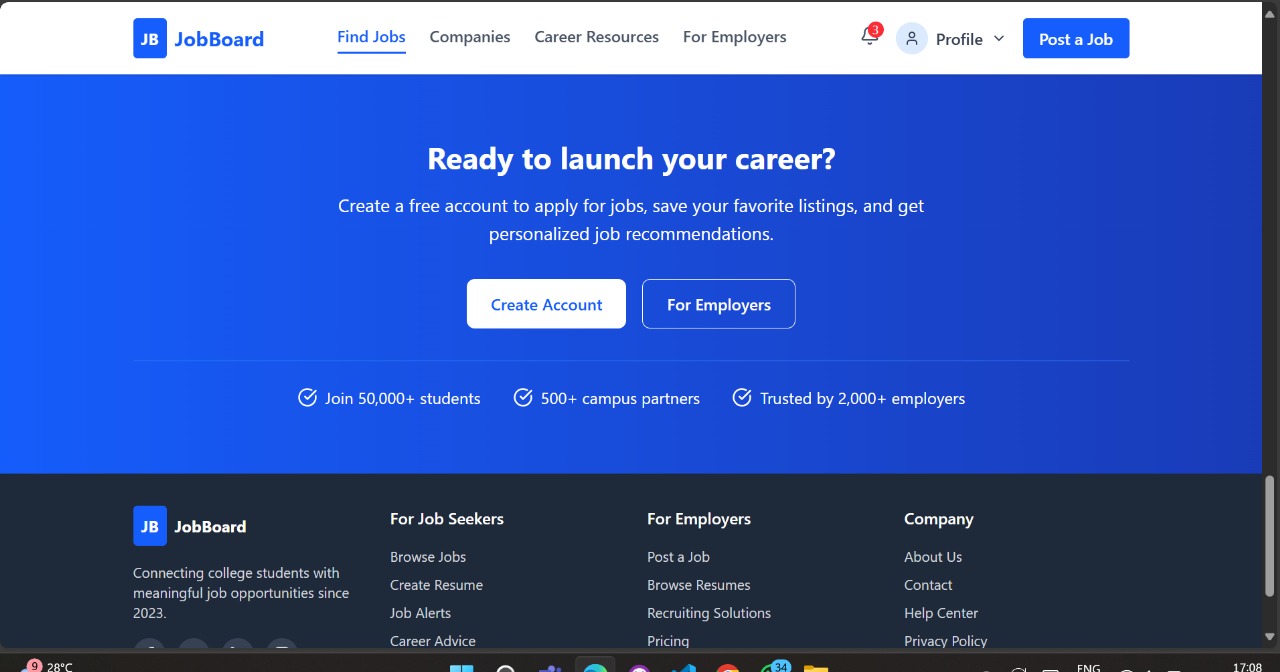 JB JobBoard Find Jobs Companies Career Resources For Employers 3 Profile Post a Job
Ready to launch your career?
Create a free account to apply for jobs, save your favorite listings, and get
personalized job recommendations.
Create Account For Employers
Join 50,000+ students 500+ campus partners Trusted by 2,000+ employers
JB JobBoard
Connecting college students with
meaningful job opportunities since
2023.
For Job Seekers
Browse Jobs
Create Resume
Job Alerts
Career Advice
For Employers
Post a Job
Browse Resumes
Recruiting Solutions
Pricing
Company
About Us
Contact
Help Center
Privacy Policy
9 28°C 34 ENG 17:08